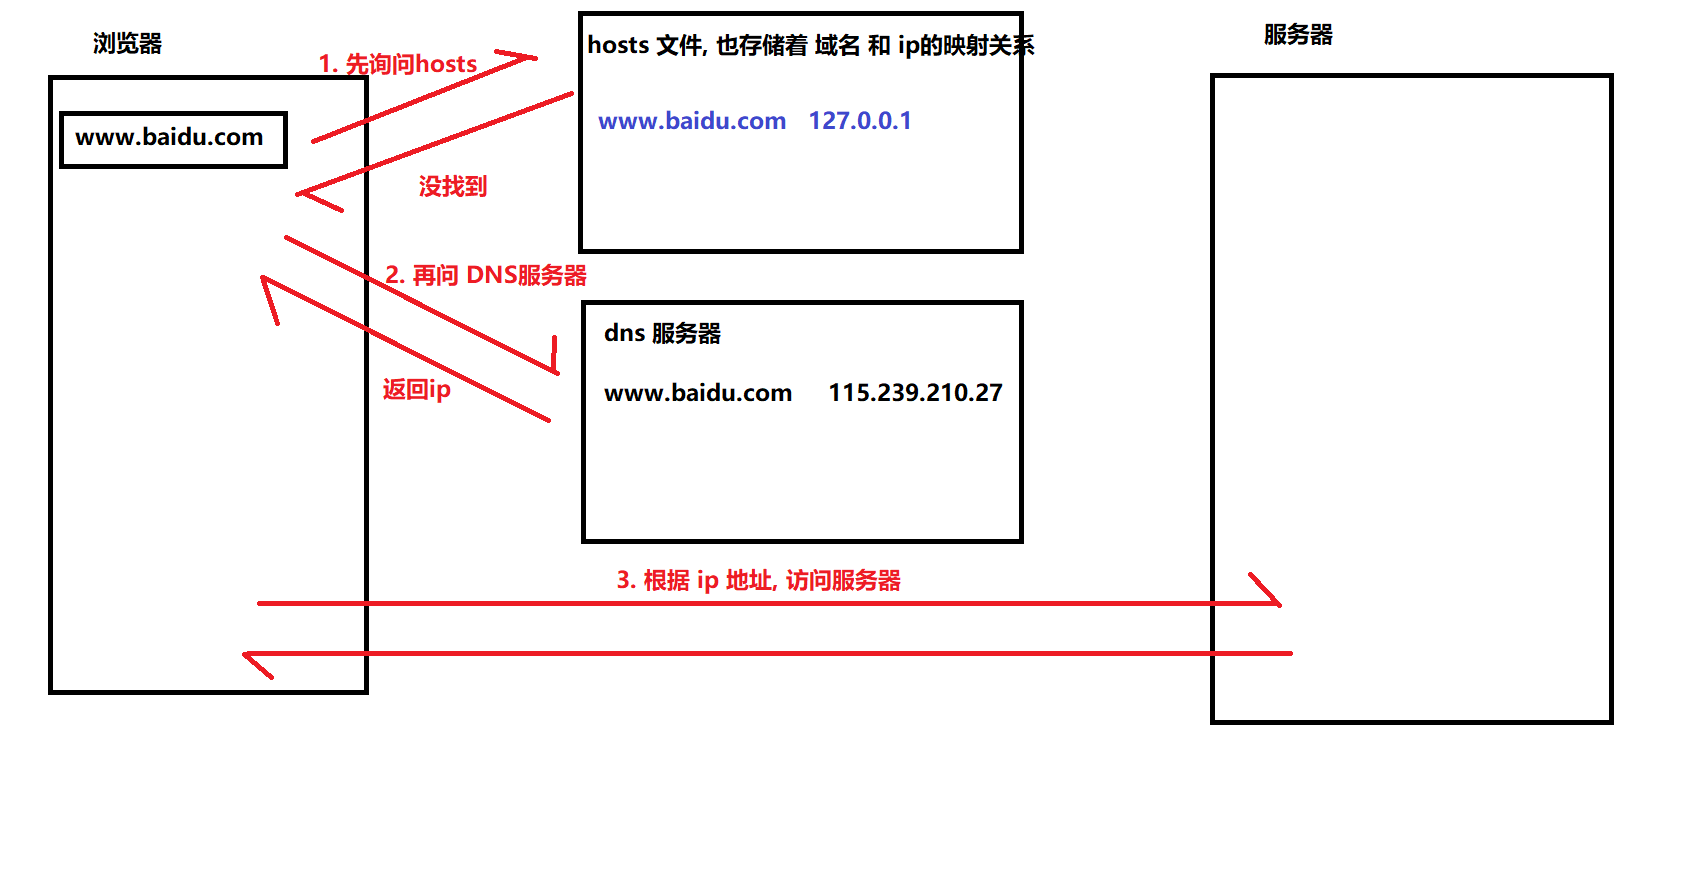 浏览器
www.baidu.com
1. 先询问hosts
没找到
hosts 文件, 也存储着 域名 和 ip的映射关系
www.baidu.com 127.0.0.1
2. 再问 DNS服务器
返回ip
dns 服务器
www.baidu.com 115.239.210.27
3. 根据 ip 地址, 访问服务器
服务器